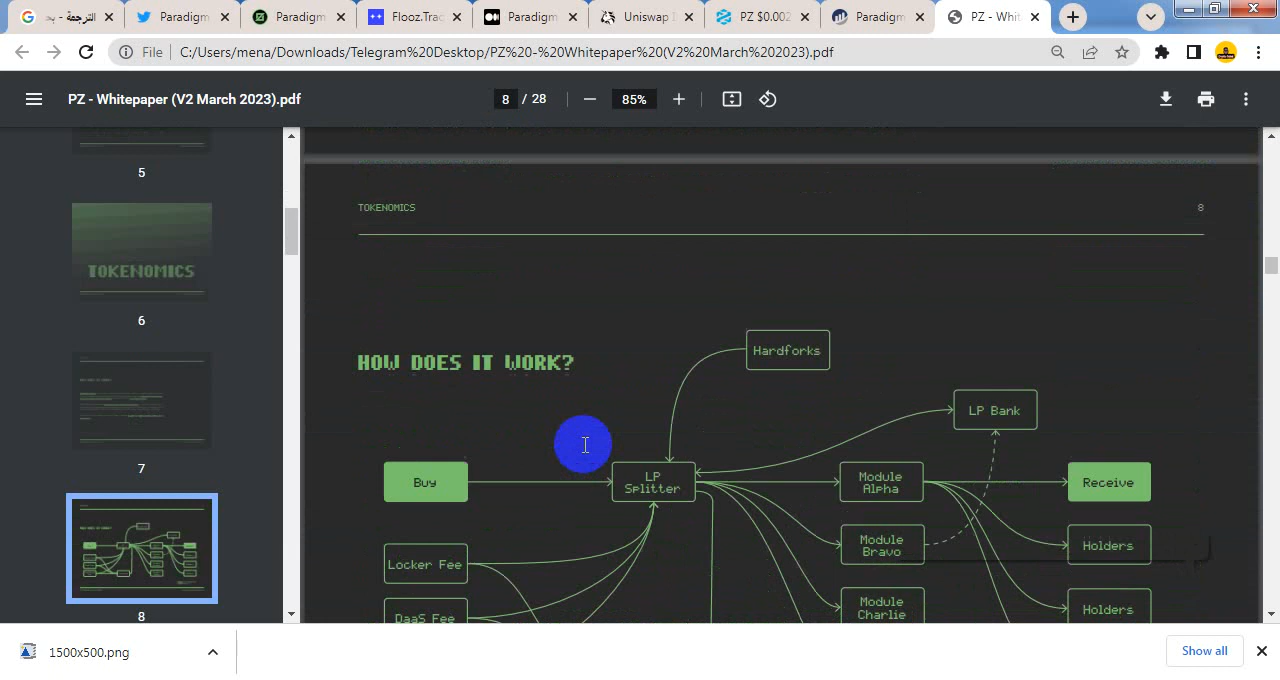 الترجمة - بد
Paradigm
Paradigm
Flooz.Trac
Paradigm
Uniswap I
PZ $0.002
Paradigm
PZ - Whit
File C:/Users/mena/Downloads/Telegram%20Desktop/PZ%20-%20Whitepaper%20(V2%20March%202023).pdf
PZ - Whitepaper (V2 March 2023).pdf
8 / 28
85%
5
TOKENOMICS
6
7
8
TOKENOMICS
8
HOW DOES IT WORK?
Hardforks
LP Bank
Buy
LP
Splitter
Module
Alpha
Receive
Locker Fee
Module
Bravo
Holders
DaaS Fee
Module
Charlie
Holders
1500x500.png
Show all